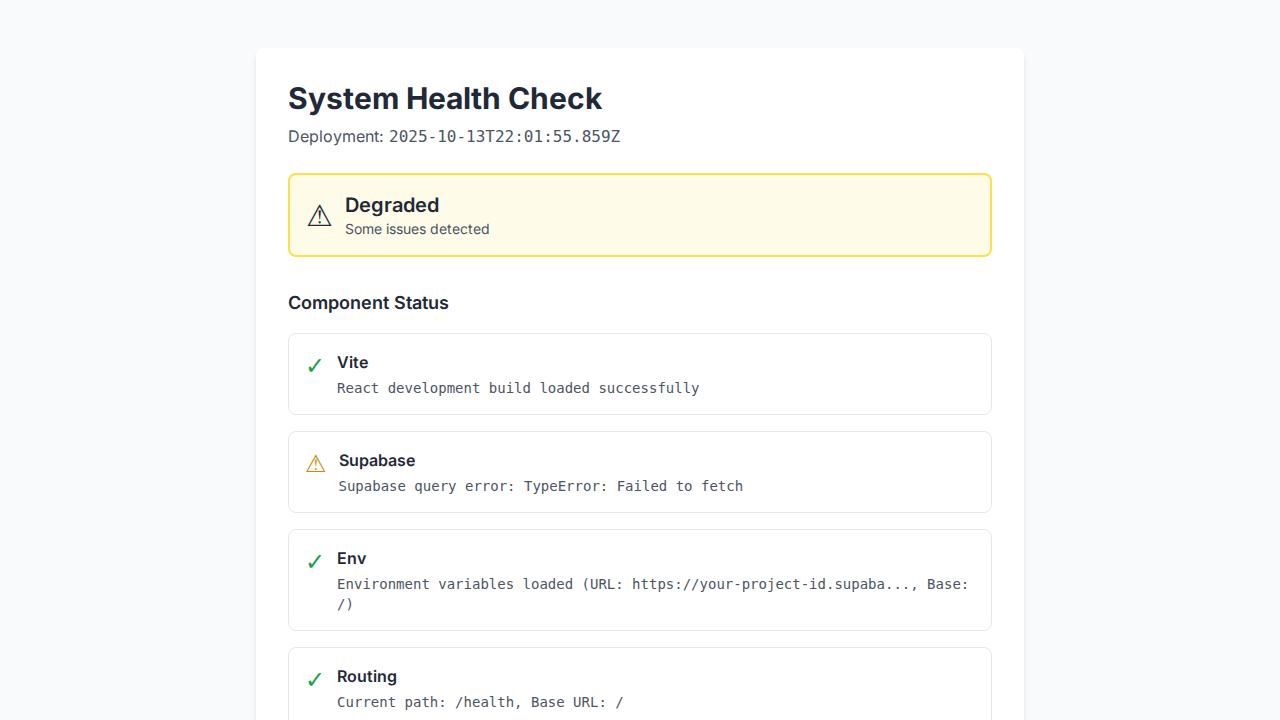 System Health Check
Deployment: 2025-10-13T22:01:55.859Z
Degraded
Some issues detected
Component Status
Vite
React development build loaded successfully
Supabase
Supabase query error: TypeError: Failed to fetch
Env
Environment variables loaded (URL: https://your-project-id.supaba..., Base:
/)
Routing
Current path: /health, Base URL: /